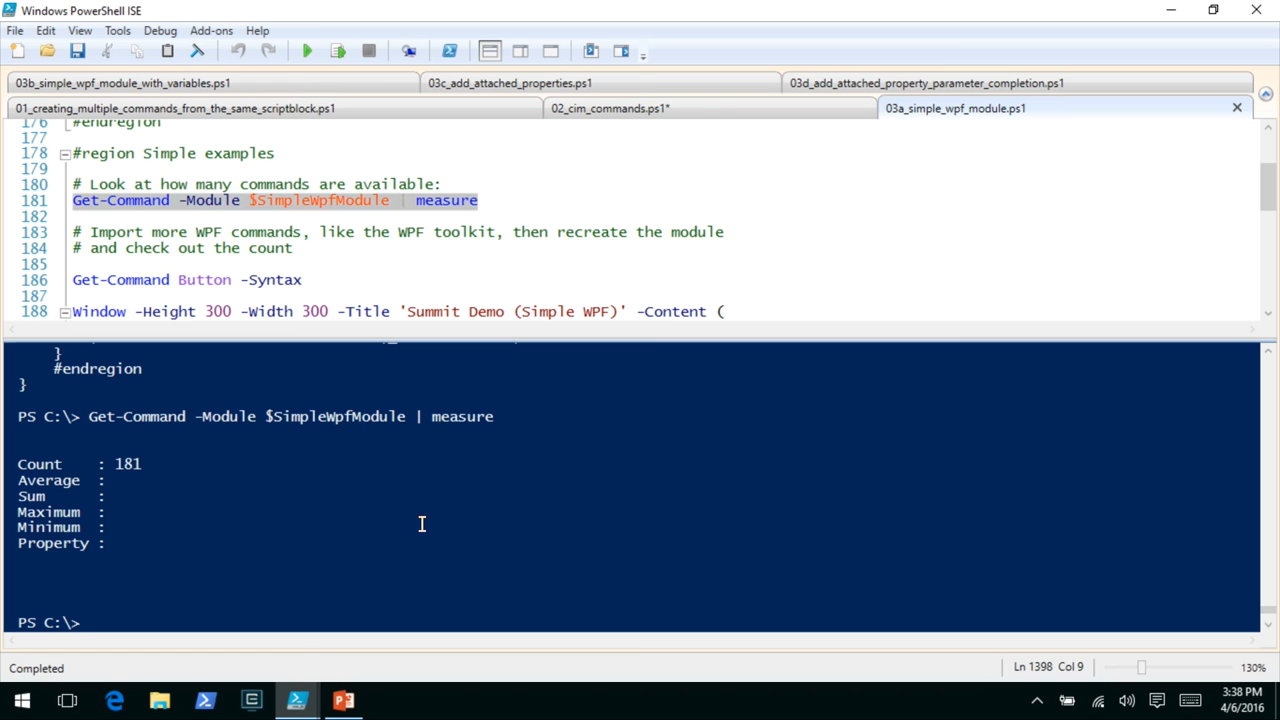 Windows PowerShell ISE
File Edit View Tools Debug Add-ons Help
03b_simple_wpf_module_with_variables.ps1 03c_add_attached_properties.ps1 03d_add_attached_property_parameter_completion.ps1
01_creating_multiple_commands_from_the_same_scriptblock.ps1 02_cim_commands.ps1* 03a_simple_wpf_module.ps1
176 #endregion
177
178 #region Simple examples
179
180 # Look at how many commands are available:
181 Get-Command -Module $SimpleWpfModule | measure
182
183 # Import more WPF commands, like the WPF toolkit, then recreate the module
184 # and check out the count
185
186 Get-Command Button -Syntax
187
188 Window -Height 300 -Width 300 -Title 'Summit Demo (Simple WPF)' -Content (
}
#endregion
}
PS C:\> Get-Command -Module $SimpleWpfModule | measure
Count : 181
Average :
Sum :
Maximum :
Minimum :
Property :
PS C:\>
Completed Ln 1398 Col 9 130%
3:38 PM
4/6/2016